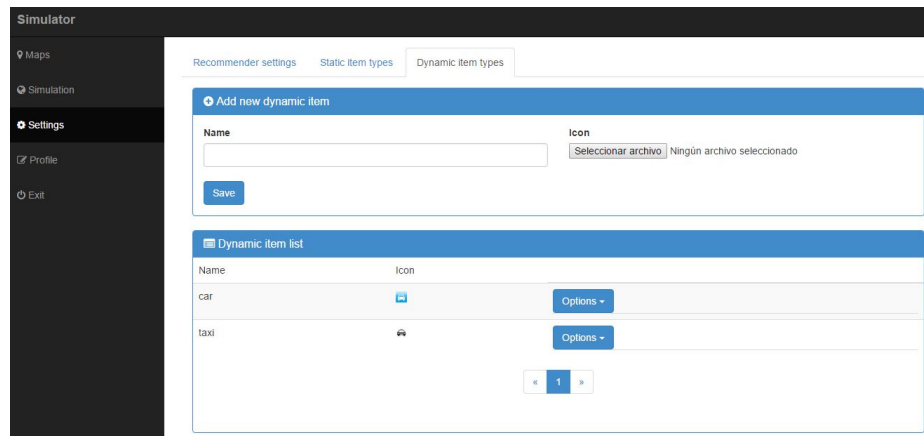 Simulator
Maps
Simulation
Settings
Profile
Exit
Recommender settings Static item types Dynamic item types
Add new dynamic item
Name Icon
Seleccionar archivo Ningún archivo seleccionado
Save
Dynamic item list
Name Icon
car Options
taxi Options
« 1 »